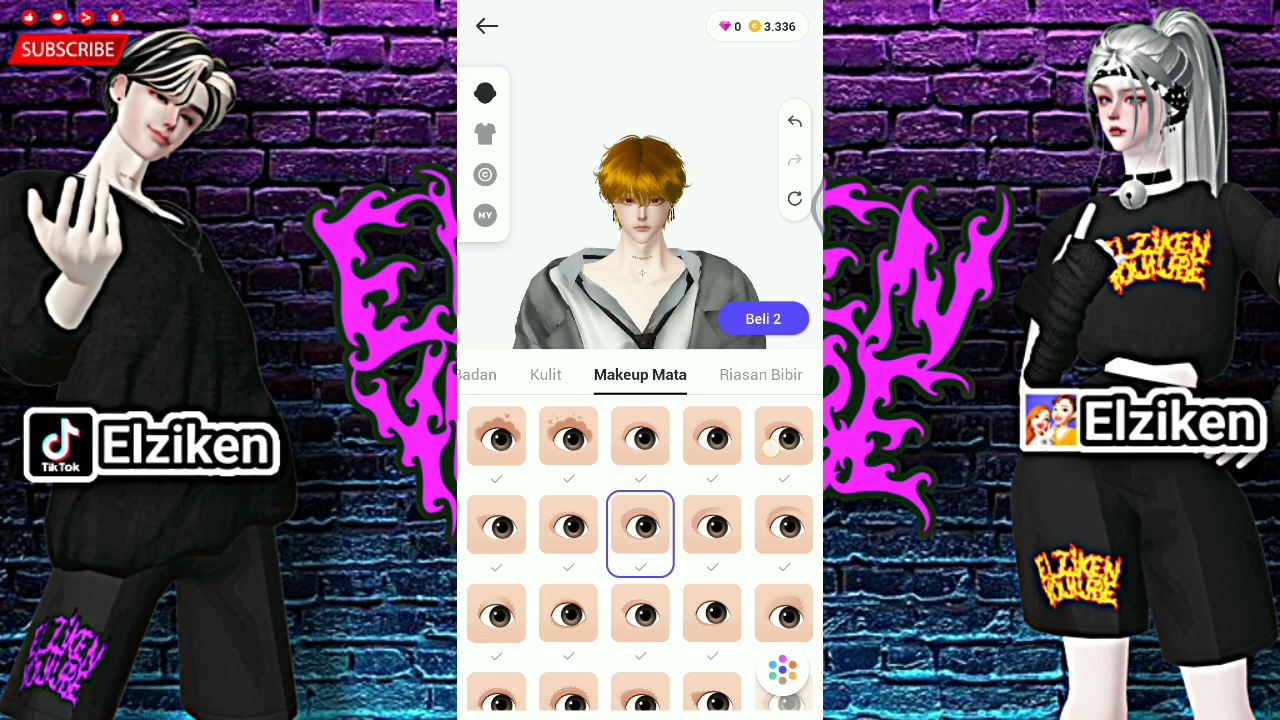 SUBSCRIBE
0
C
3.336
©
MY
Beli 2
Badan
Kulit
Makeup Mata
Riasan Bibir
TikTok
Elziken
Elziken
ELZIKEN
YOUTUBE
ELZIKEN
YOUTUBE
ELZIKEN
YOUTUBE